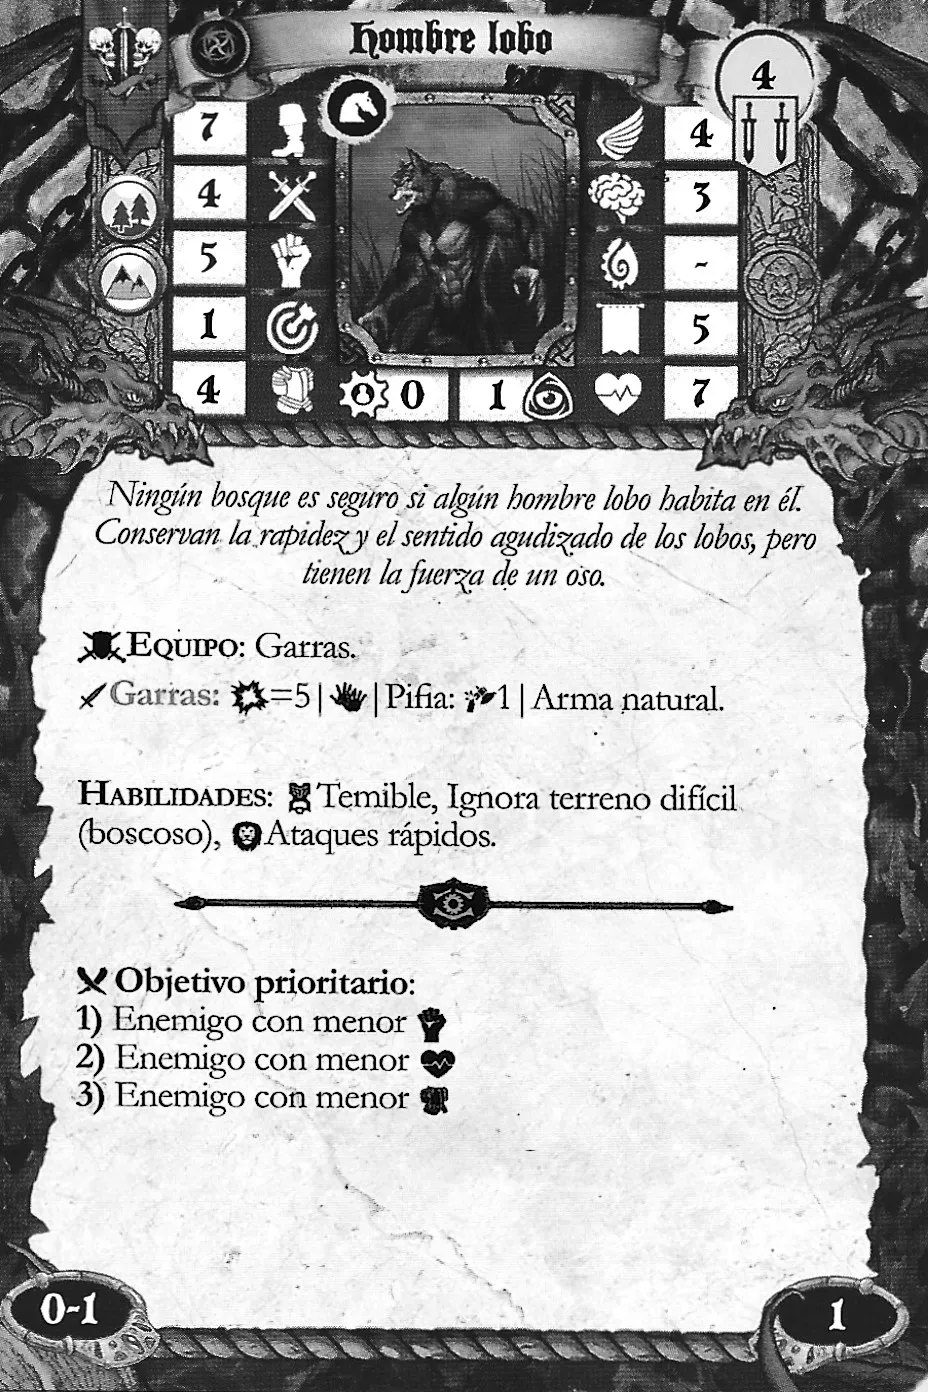 Hombre lobo
4
7
4
4
3
5
-
1
5
4
0
1
7
Ningún bosque es seguro si algún hombre lobo habita en él.
Conservan la rapidez y el sentido agudizado de los lobos, pero
tienen la fuerza de un oso.
EQUIPO: Garras.
Garras: =5 | | Pifia: 1 | Arma natural.
HABILIDADES: Temible, Ignora terreno difícil
(boscoso), Ataques rápidos.
Objetivo prioritario:
1) Enemigo con menor
2) Enemigo con menor
3) Enemigo con menor
0-1
1